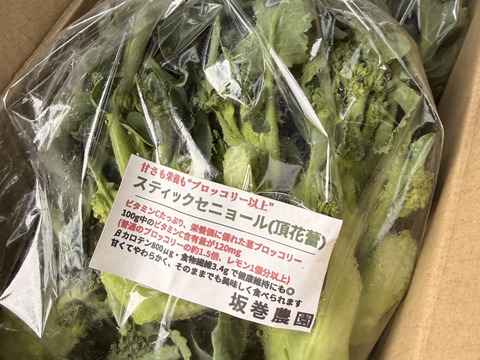 甘さも栄養も“ブロッコリー以上”
スティックセニョール(頂花蕾)
ビタミンCたっぷり、栄養価に優れた茎ブロッコリー
100g中のビタミンC含有量が120mg
(普通のブロッコリーの約1.5倍、レモン1個分以上)
βカロテン800μg・食物繊維3.4gで健康維持にも◎
甘くてやわらかく、そのままでも美味しく食べられます
坂巻農園